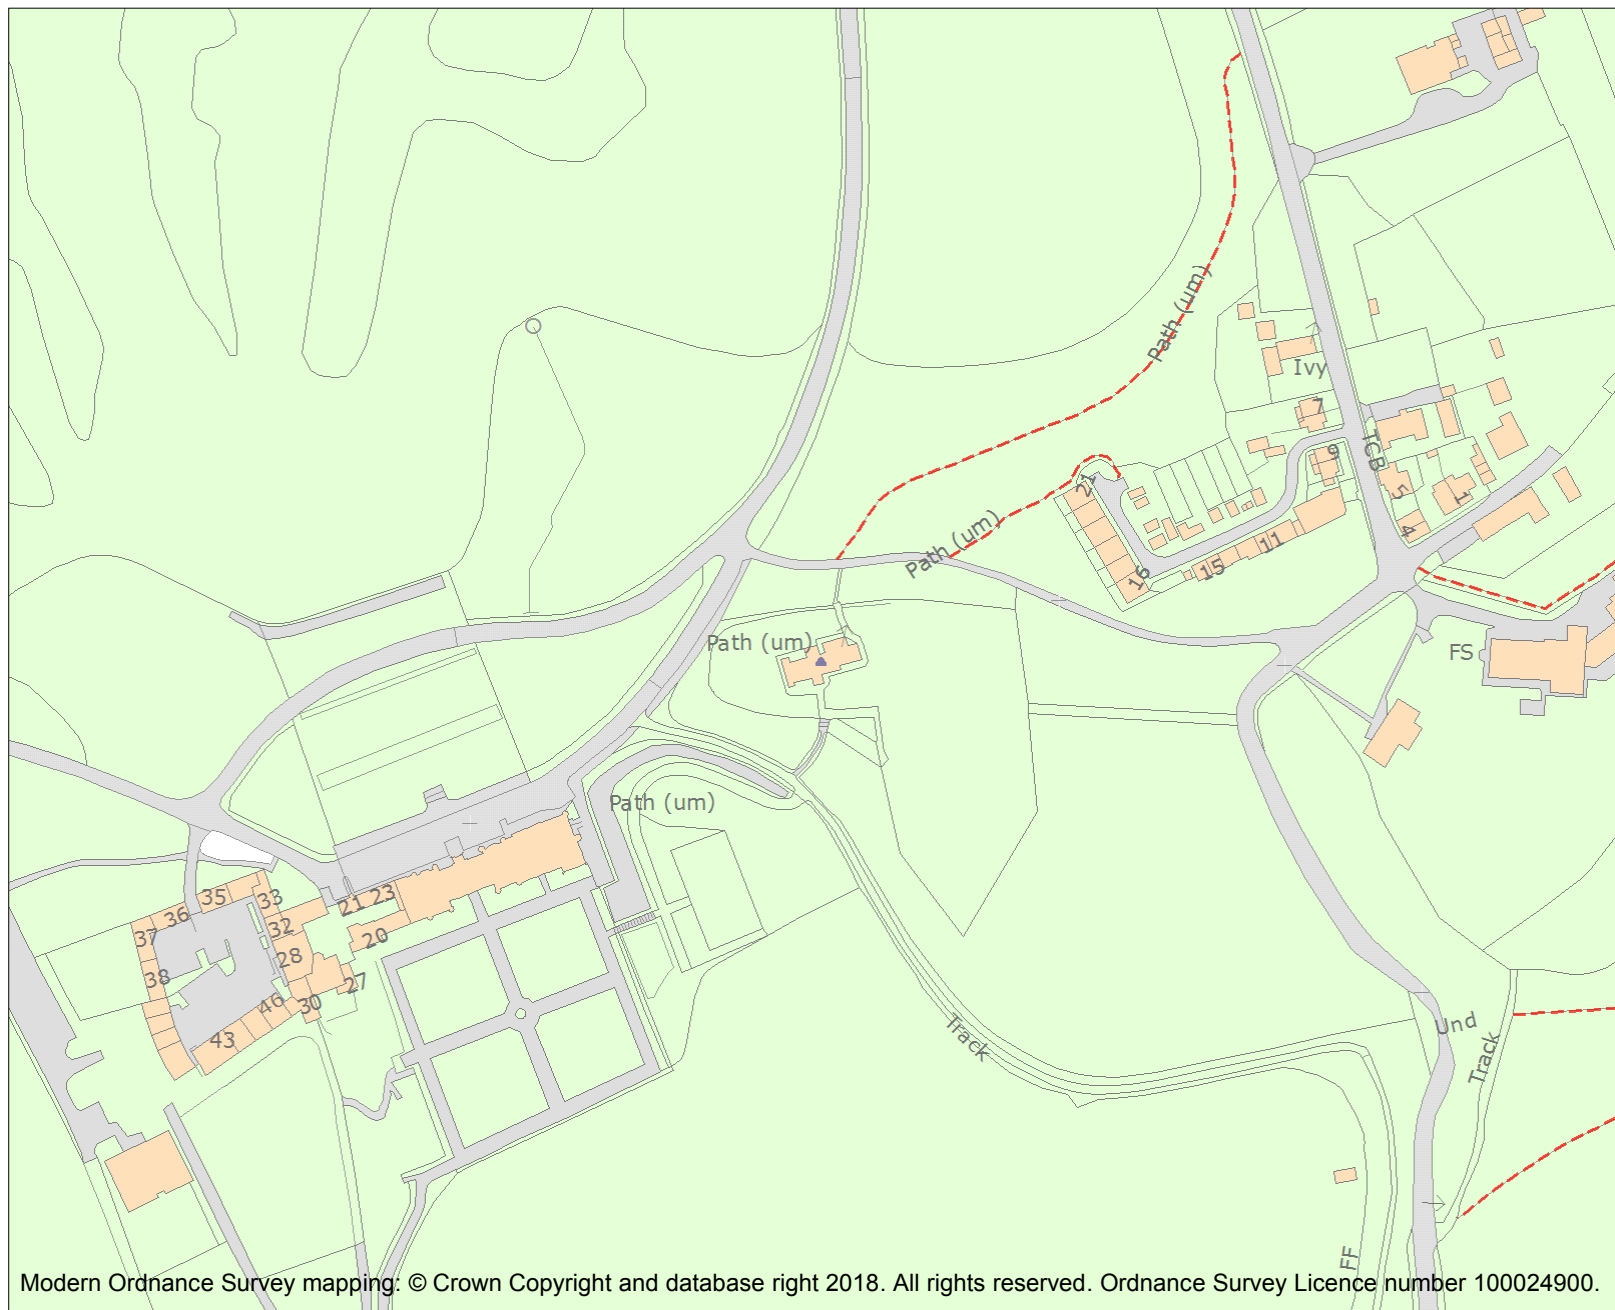 Path (um)
Ivy
7
TCB
9
5
1
4
21
Path (um)
11
15
16
Path (um)
FS
Path (um)
35
33
21 23
36
32
37
20
28
38
27
46
30
43
Und
Track
Track
FF
Modern Ordnance Survey mapping: © Crown Copyright and database right 2018. All rights reserved. Ordnance Survey Licence number 100024900.